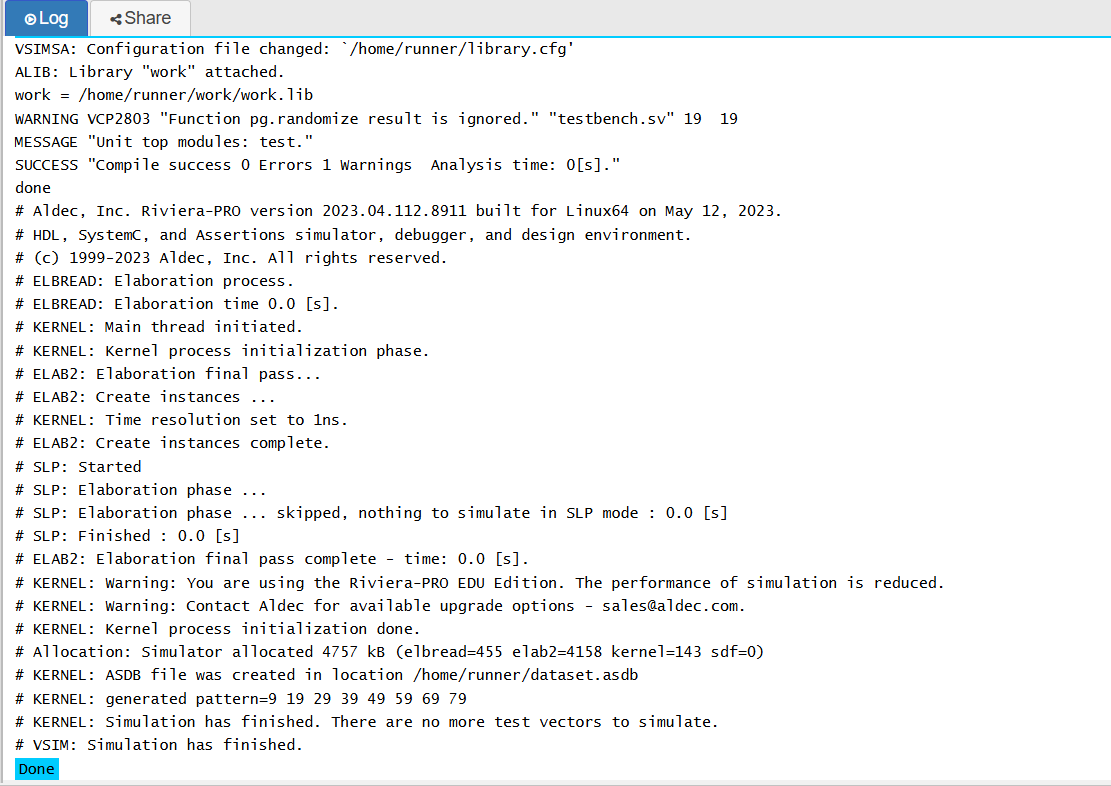 Log Share
VSIMSA: Configuration file changed: `/home/runner/library.cfg'
ALIB: Library "work" attached.
work = /home/runner/work/work.lib
WARNING VCP2803 "Function pg.randomize result is ignored." "testbench.sv" 19  19
MESSAGE "Unit top modules: test."
SUCCESS "Compile success 0 Errors 1 Warnings  Analysis time: 0[s]."
done
# Aldec, Inc. Riviera-PRO version 2023.04.112.8911 built for Linux64 on May 12, 2023.
# HDL, SystemC, and Assertions simulator, debugger, and design environment.
# (c) 1999-2023 Aldec, Inc. All rights reserved.
# ELBREAD: Elaboration process.
# ELBREAD: Elaboration time 0.0 [s].
# KERNEL: Main thread initiated.
# KERNEL: Kernel process initialization phase.
# ELAB2: Elaboration final pass...
# ELAB2: Create instances ...
# KERNEL: Time resolution set to 1ns.
# ELAB2: Create instances complete.
# SLP: Started
# SLP: Elaboration phase ...
# SLP: Elaboration phase ... skipped, nothing to simulate in SLP mode : 0.0 [s]
# SLP: Finished : 0.0 [s]
# ELAB2: Elaboration final pass complete - time: 0.0 [s].
# KERNEL: Warning: You are using the Riviera-PRO EDU Edition. The performance of simulation is reduced.
# KERNEL: Warning: Contact Aldec for available upgrade options - sales@aldec.com.
# KERNEL: Kernel process initialization done.
# Allocation: Simulator allocated 4757 kB (elbread=455 elab2=4158 kernel=143 sdf=0)
# KERNEL: ASDB file was created in location /home/runner/dataset.asdb
# KERNEL: generated pattern=9 19 29 39 49 59 69 79
# KERNEL: Simulation has finished. There are no more test vectors to simulate.
# VSIM: Simulation has finished.
Done